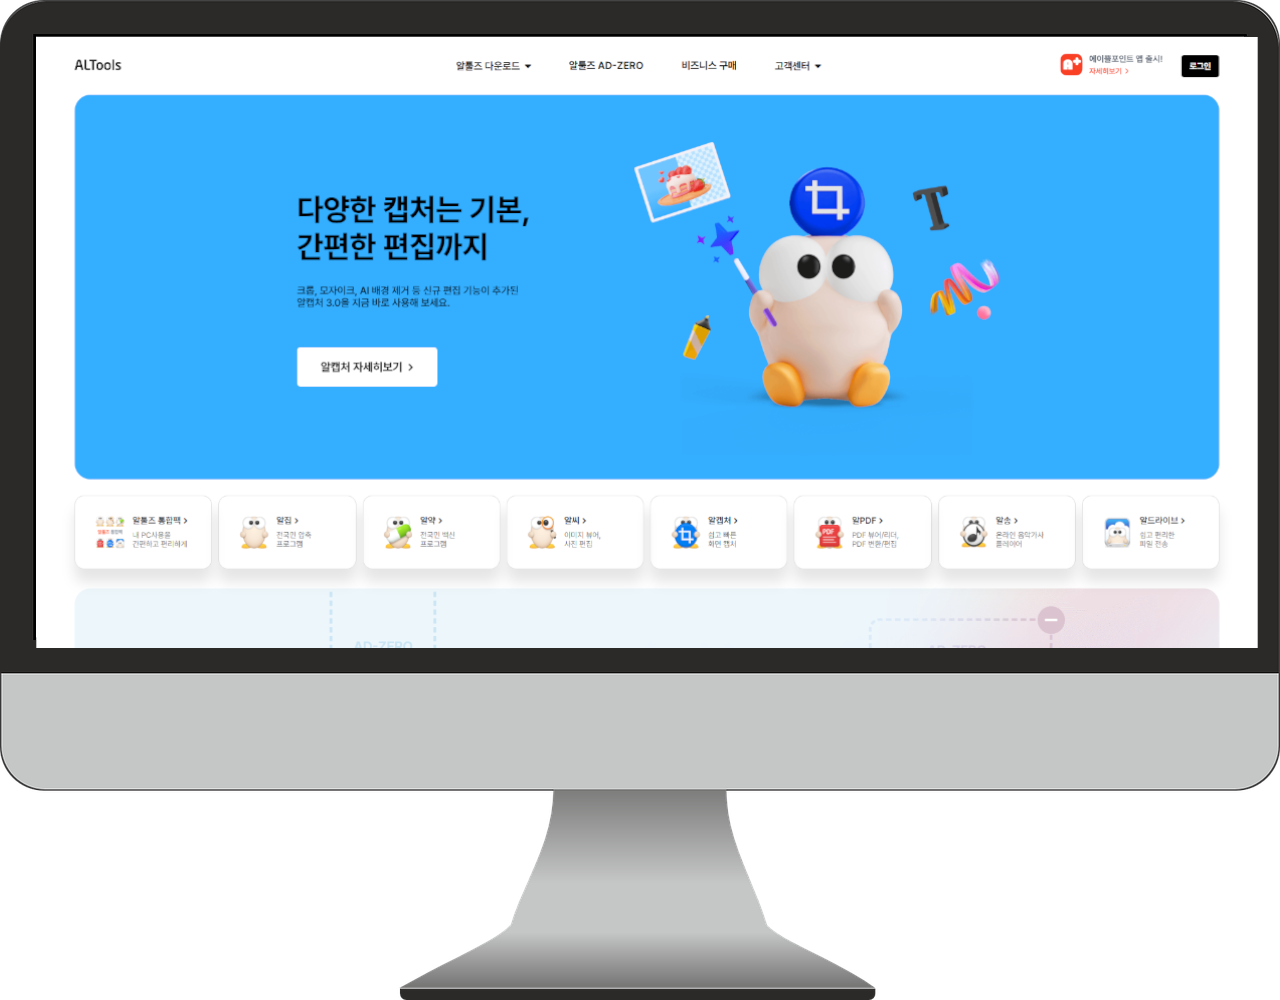 ALTools
알툴즈 다운로드
알툴즈 AD-ZERO
비즈니스 구매
고객센터
에이플포인트 앱 출시!
자세히보기 >
로그인
다양한 캡처는 기본,
간편한 편집까지
크롭, 모자이크, AI 배경 제거 등 신규 편집 기능이 추가된
알캡처 3.0을 지금 바로 사용해 보세요.
알캡처 자세히보기 >
T
알툴즈 통합팩 >
내 PC사용을
간편하고 편리하게
알집 >
전국민 압축
프로그램
알약 >
전국민 백신
프로그램
알씨 >
이미지 뷰어,
사진 편집
알캡처 >
쉽고 빠른
화면 캡처
PDF
알PDF >
PDF 뷰어/리더,
PDF 변환/편집
알송 >
온라인 음악가사
플레이어
알드라이브 >
쉽고 편리한
파일 전송
AD-ZERO
AD-ZERO